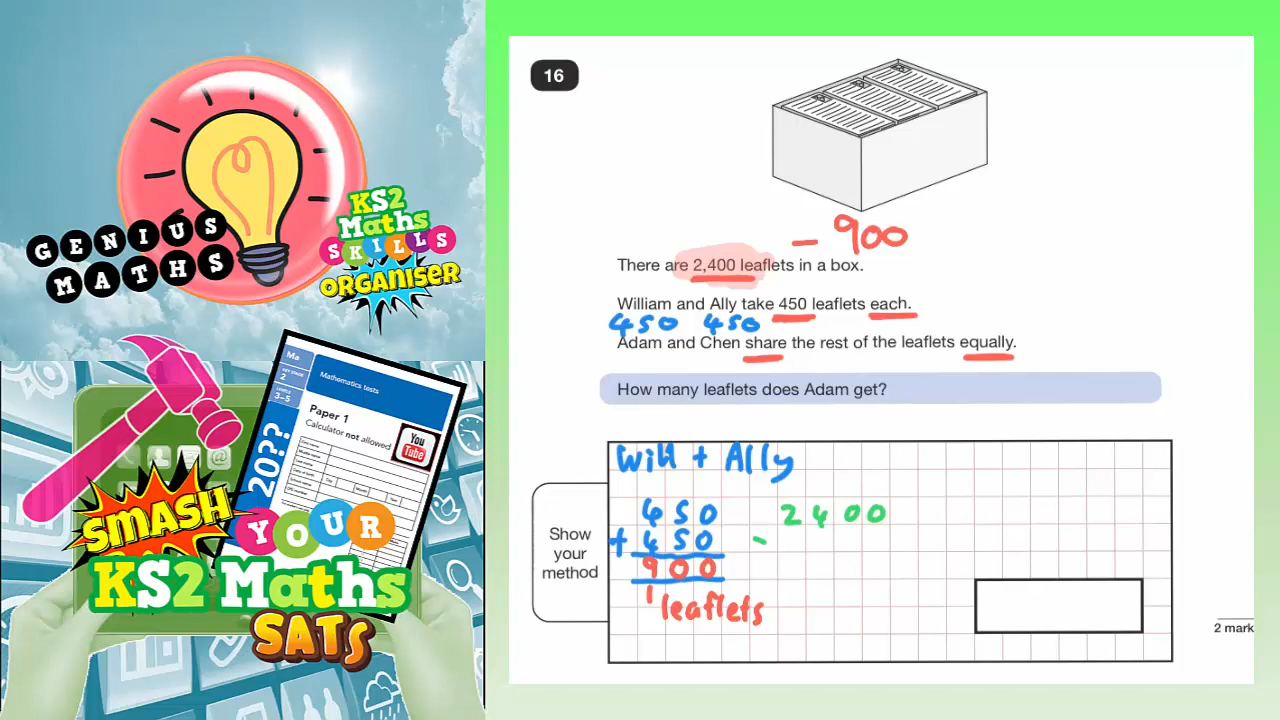 GENIUS
MATHS
KS2
Maths
SKILLS
ORGANISER
Ma
KEY STAGE
2
LEVELS
3–5
Mathematics tests
Paper 1
Calculator not allowed
20??
You
Tube
SMASH
YOUR
KS2 Maths
SATs
16
- 900
There are 2,400 leaflets in a box.
William and Ally take 450 leaflets each.
450 450
Adam and Chen share the rest of the leaflets equally.
How many leaflets does Adam get?
Will + Ally
450
+ 450
900
1
leaflets
2400
-
Show
your
method
2 mark